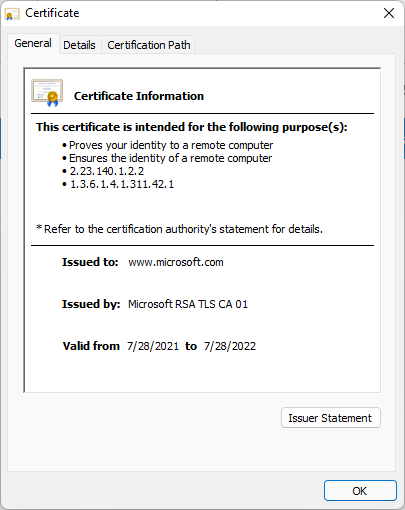 Certificate
General Details Certification Path
Certificate Information
This certificate is intended for the following purpose(s):
• Proves your identity to a remote computer
• Ensures the identity of a remote computer
• 2.23.140.1.2.2
• 1.3.6.1.4.1.311.42.1
* Refer to the certification authority's statement for details.
Issued to: www.microsoft.com
Issued by: Microsoft RSA TLS CA 01
Valid from 7/28/2021 to 7/28/2022
Issuer Statement
OK